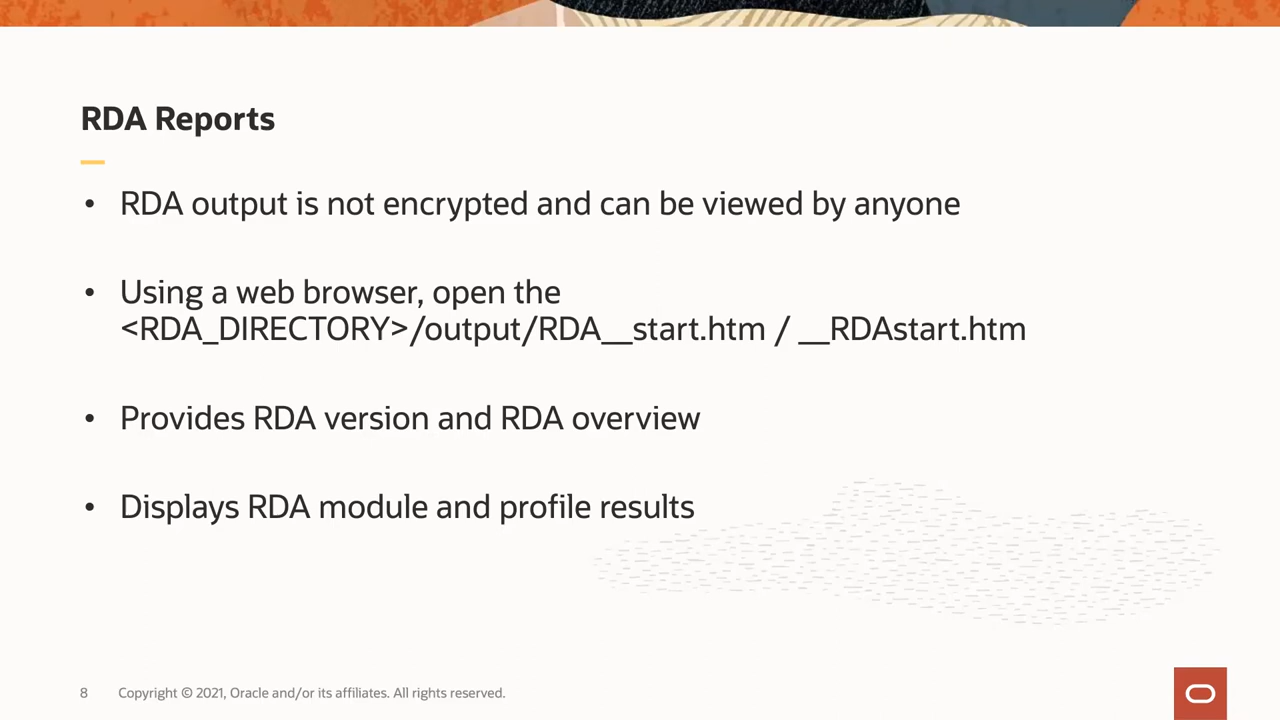 RDA Reports
• RDA output is not encrypted and can be viewed by anyone
• Using a web browser, open the
<RDA_DIRECTORY>/output/RDA__start.htm / __RDAstart.htm
• Provides RDA version and RDA overview
• Displays RDA module and profile results
8 Copyright © 2021, Oracle and/or its affiliates. All rights reserved.